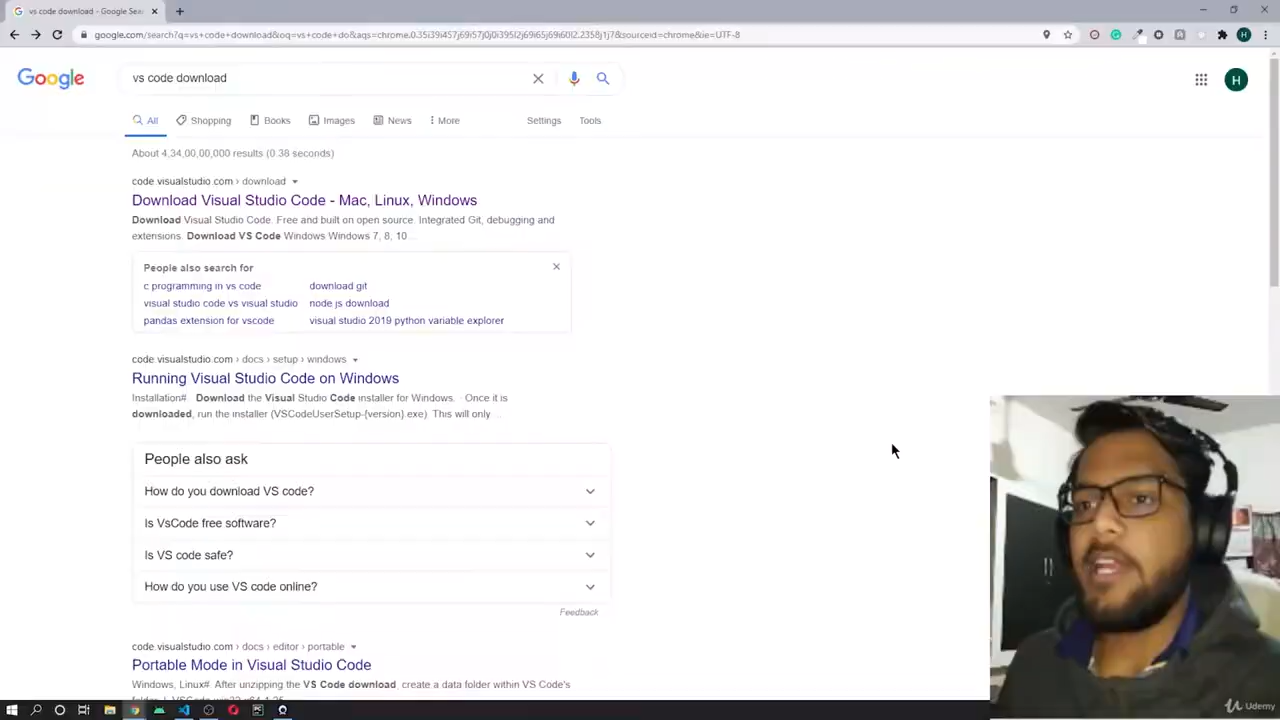 vs code download - Google Sea
google.com/search?q=vs+code+download&oq=vs+code+do&aqs=chrome.0.35i39i457j69i57j0j0i395l2j69i65j69i60l2.2358j1j7&sourceid=chrome&ie=UTF-8
Google
vs code download
H
All Shopping Books Images News More Settings Tools
About 4,34,00,00,000 results (0.36 seconds)
code.visualstudio.com › download
Download Visual Studio Code - Mac, Linux, Windows
Download Visual Studio Code. Free and built on open source. Integrated Git, debugging and
extensions. Download VS Code Windows Windows 7, 8, 10...
People also search for
c programming in vs code download git
visual studio code vs visual studio node js download
pandas extension for vscode visual studio 2019 python variable explorer
code.visualstudio.com › docs › setup › windows
Running Visual Studio Code on Windows
Installation# Download the Visual Studio Code installer for Windows. · Once it is
downloaded, run the installer (VSCodeUserSetup-{version}.exe). This will only ...
People also ask
How do you download VS code?
Is VsCode free software?
Is VS code safe?
How do you use VS code online?
Feedback
code.visualstudio.com › docs › editor › portable
Portable Mode in Visual Studio Code
Windows, Linux# After unzipping the VS Code download, create a data folder within VS Code's
Udemy